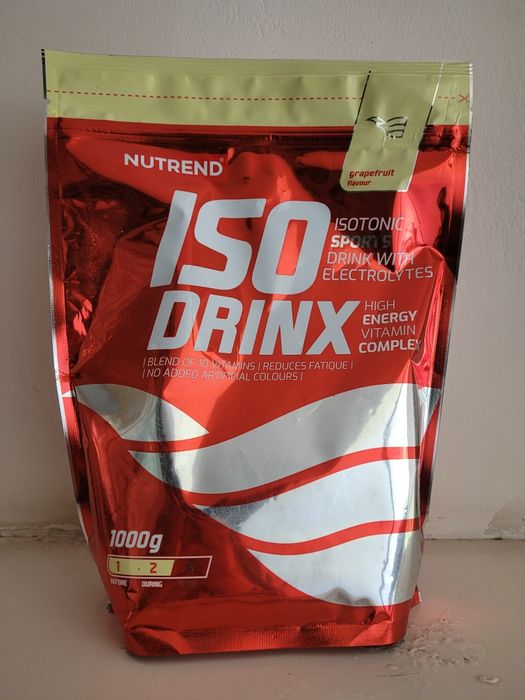 grapefruit
flavour
NUTREND®
ISO
DRINX
ISOTONIC
SPORTS
DRINK WITH
ELECTROLYTES
HIGH
ENERGY
VITAMIN
COMPLEX
| BLEND OF 10 VITAMINS | REDUCES FATIQUE |
| NO ADDED ARTIFICIAL COLOURS |
1000g
1 · 2
BEFORE DURING